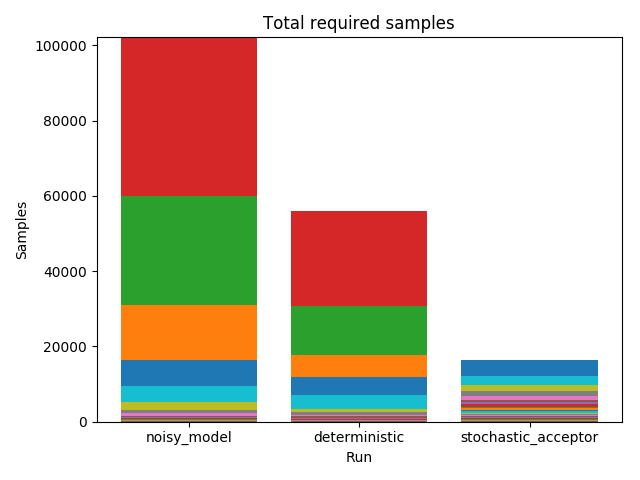 Total required samples
100000
80000
60000
40000
20000
0
Samples
noisy_model
deterministic
stochastic_acceptor
Run